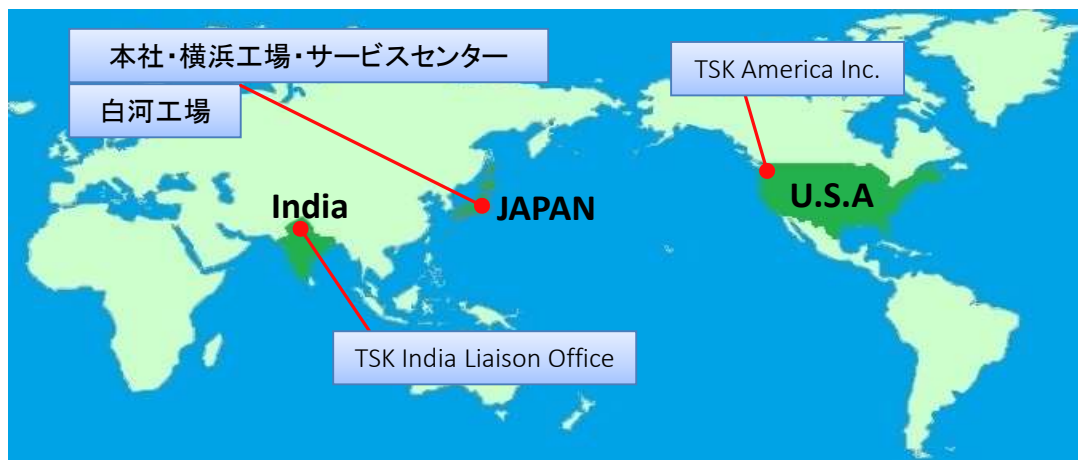 本社・横浜工場・サービスセンター
白河工場
TSK America Inc.
India
JAPAN
U.S.A
TSK India Liaison Office